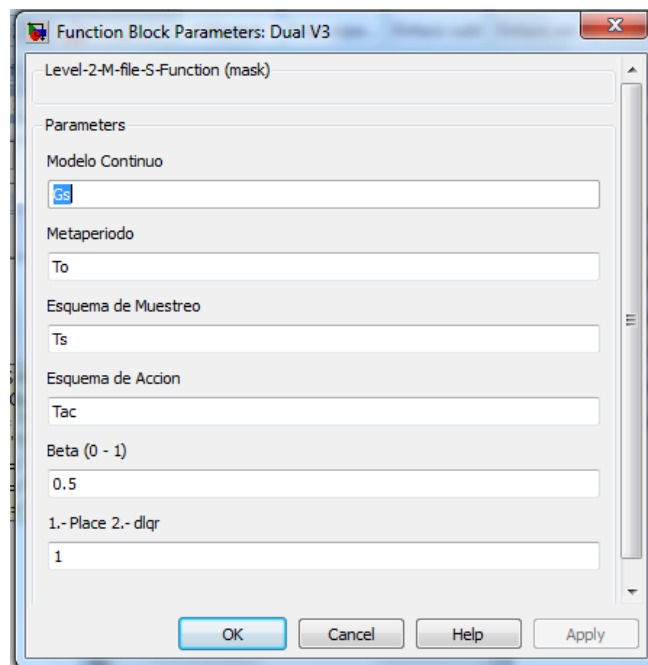 Function Block Parameters: Dual V3
Level-2-M-file-S-Function (mask)
Parameters
Modelo Continuo
Gs
Metaperiodo
To
Esquema de Muestreo
Ts
Esquema de Accion
Tac
Beta (0 - 1)
0.5
1.- Place 2.- dlqr
1
OK Cancel Help Apply